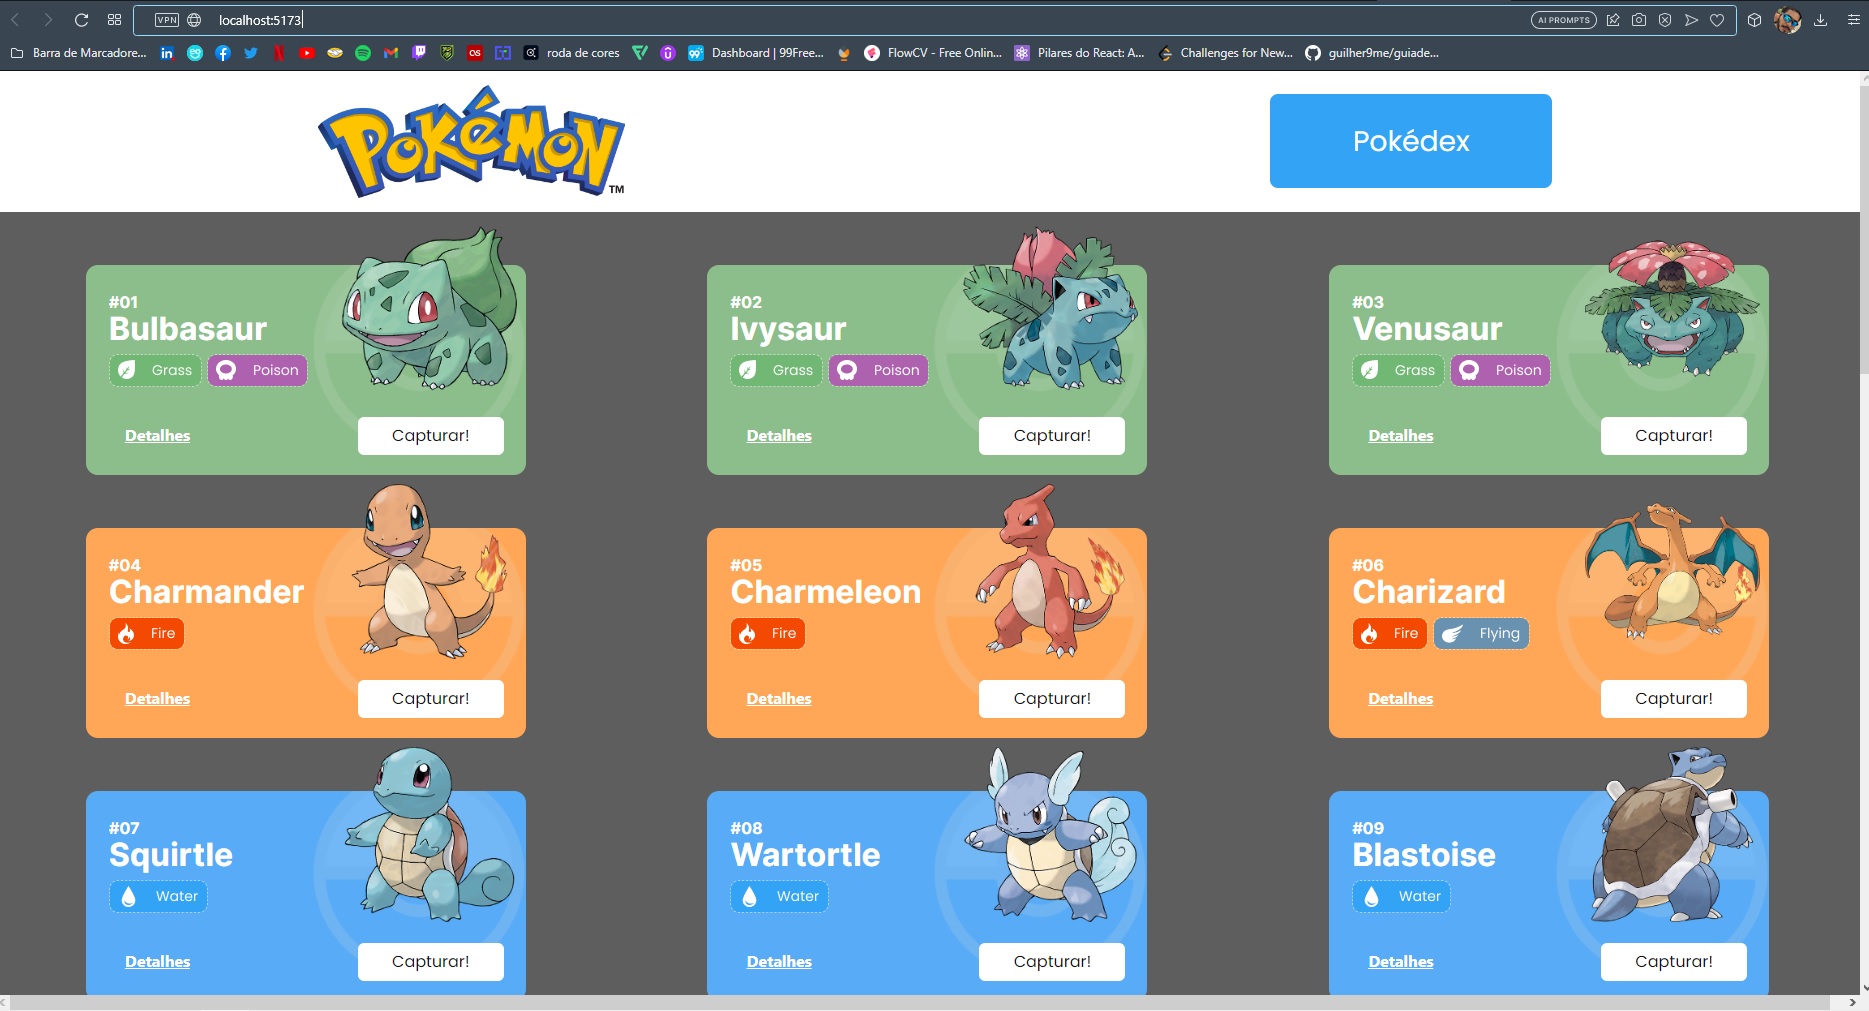 VPN localhost:5173 AI PROMPTS
Barra de Marcadore... roda de cores Dashboard | 99Free... FlowCV - Free Onlin... Pilares do React: A... Challenges for New... guilher9me/guiade...
POKéMON TM
Pokédex
#01
Bulbasaur
Grass Poison
Detalhes Capturar!
#02
Ivysaur
Grass Poison
Detalhes Capturar!
#03
Venusaur
Grass Poison
Detalhes Capturar!
#04
Charmander
Fire
Detalhes Capturar!
#05
Charmeleon
Fire
Detalhes Capturar!
#06
Charizard
Fire Flying
Detalhes Capturar!
#07
Squirtle
Water
Detalhes Capturar!
#08
Wartortle
Water
Detalhes Capturar!
#09
Blastoise
Water
Detalhes Capturar!